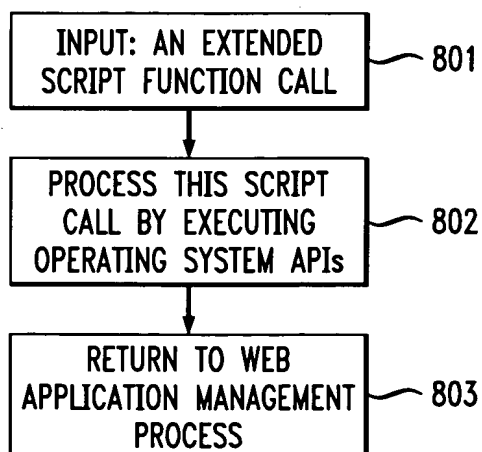 INPUT: AN EXTENDED
SCRIPT FUNCTION CALL
801
PROCESS THIS SCRIPT
CALL BY EXECUTING
OPERATING SYSTEM APIs
802
RETURN TO WEB
APPLICATION MANAGEMENT
PROCESS
803